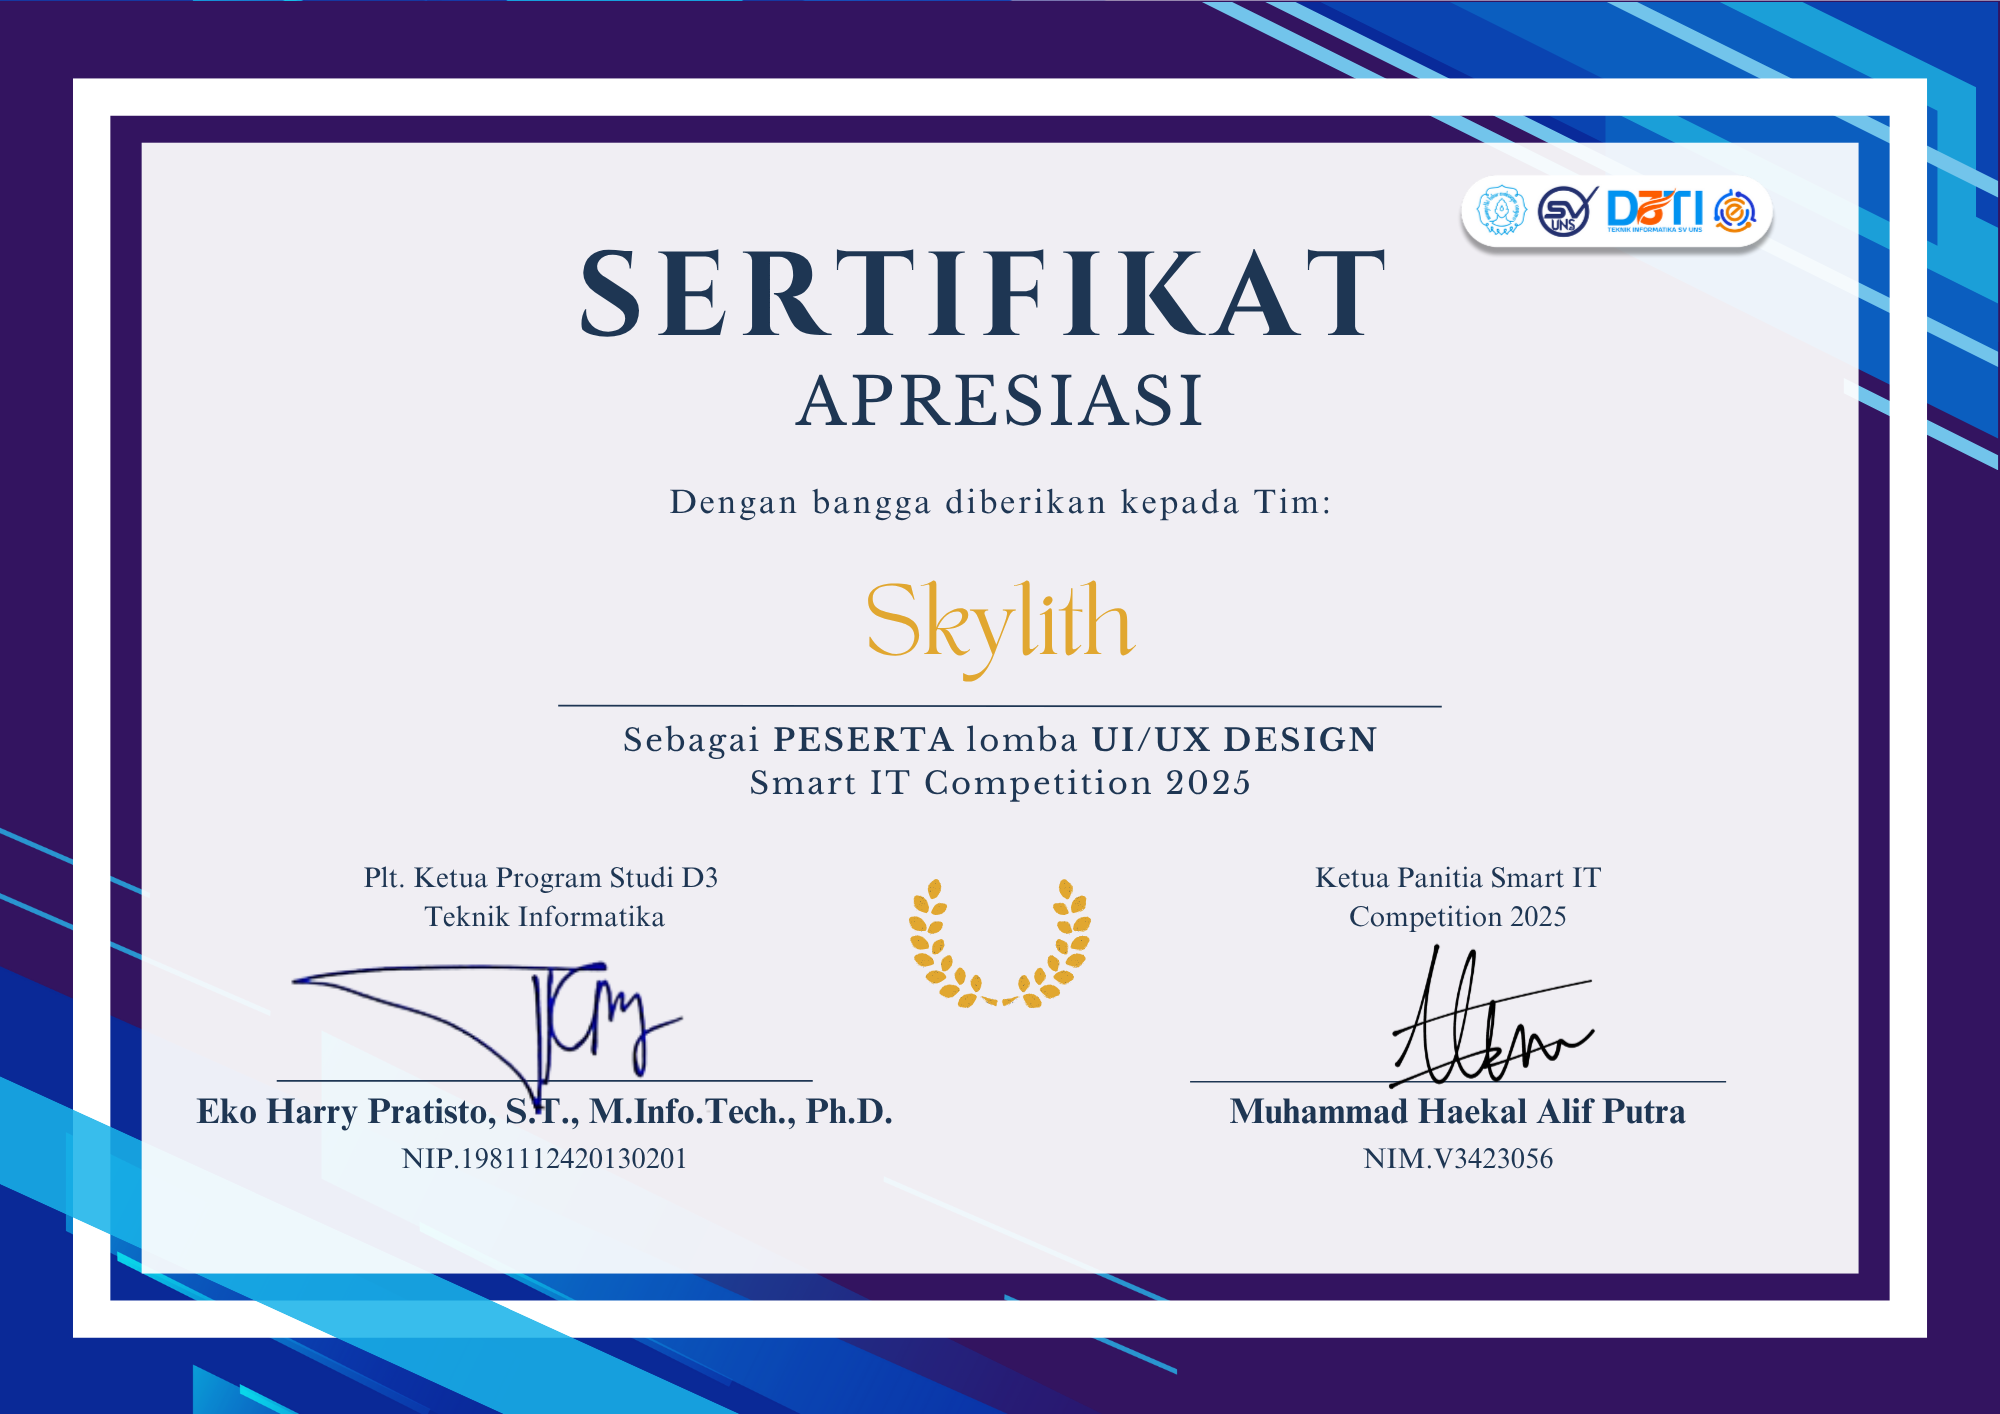 SV
UNS
D3TI
TEKNIK INFORMATIKA SV UNS
SERTIFIKAT
APRESIASI
Dengan bangga diberikan kepada Tim:
Skylith
Sebagai PESERTA lomba UI/UX DESIGN
Smart IT Competition 2025
Plt. Ketua Program Studi D3
Teknik Informatika
Eko Harry Pratisto, S.T., M.Info.Tech., Ph.D.
NIP.1981112420130201
Ketua Panitia Smart IT
Competition 2025
Muhammad Haekal Alif Putra
NIM.V3423056